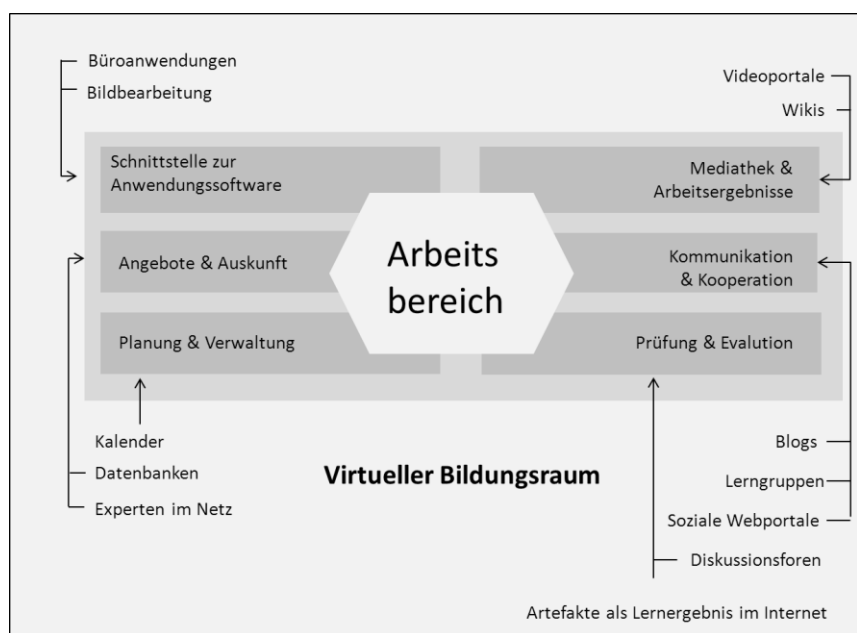 Büroanwendungen
Bildbearbeitung
Videoportale
Wikis
Schnittstelle zur
Anwendungssoftware
Mediathek &
Arbeitsergebnisse
Angebote & Auskunft
Arbeits
bereich
Kommunikation
& Kooperation
Planung & Verwaltung
Prüfung & Evalution
Kalender
Datenbanken
Experten im Netz
Virtueller Bildungsraum
Blogs
Lerngruppen
Soziale Webportale
Diskussionsforen
Artefakte als Lernergebnis im Internet